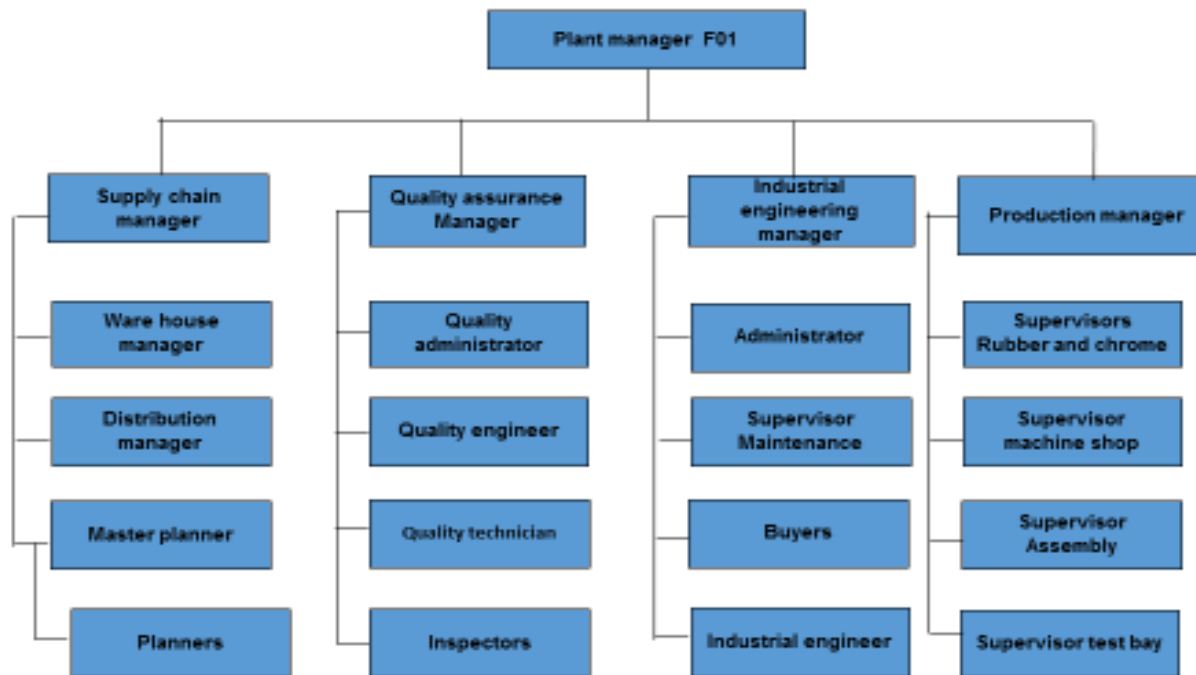 Plant manager F01
Supply chain
manager
Quality assurance
Manager
Industrial
engineering
manager
Production manager
Ware house
manager
Quality
administrator
Administrator
Supervisors
Rubber and chrome
Distribution
manager
Quality engineer
Supervisor
Maintenance
Supervisor
machine shop
Master planner
Quality technician
Buyers
Supervisor
Assembly
Planners
Inspectors
Industrial engineer
Supervisor test bay